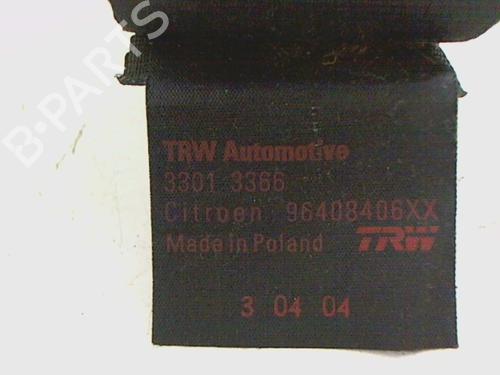 B-PARTS
TRW Automotive
3301 3366
Citroen 96408406XX
Made in Poland TRW
3 04 04